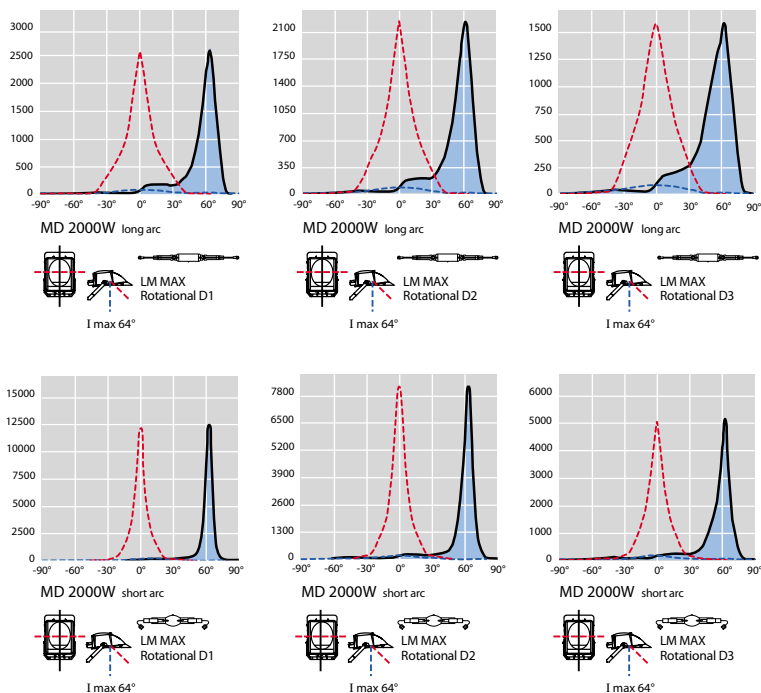 3000
2500
2000
1500
1000
500
0
-90° -60° -30° 0° 30° 60° 90°
MD 2000W long arc
LM MAX
Rotational D1
I max 64°
2100
1750
1400
1050
700
350
0
-90° -60° -30° 0° 30° 60° 90°
MD 2000W long arc
LM MAX
Rotational D2
I max 64°
1500
1250
1000
750
500
250
0
-90° -60° -30° 0° 30° 60° 90°
MD 2000W long arc
LM MAX
Rotational D3
I max 64°
15000
12500
10000
7500
5000
2500
0
-90° -60° -30° 0° 30° 60° 90°
MD 2000W short arc
LM MAX
Rotational D1
I max 64°
7800
6500
5200
3900
2600
1300
0
-90° -60° -30° 0° 30° 60° 90°
MD 2000W short arc
LM MAX
Rotational D2
I max 64°
6000
5000
4000
3000
2000
1000
0
-90° -60° -30° 0° 30° 60° 90°
MD 2000W short arc
LM MAX
Rotational D3
I max 64°